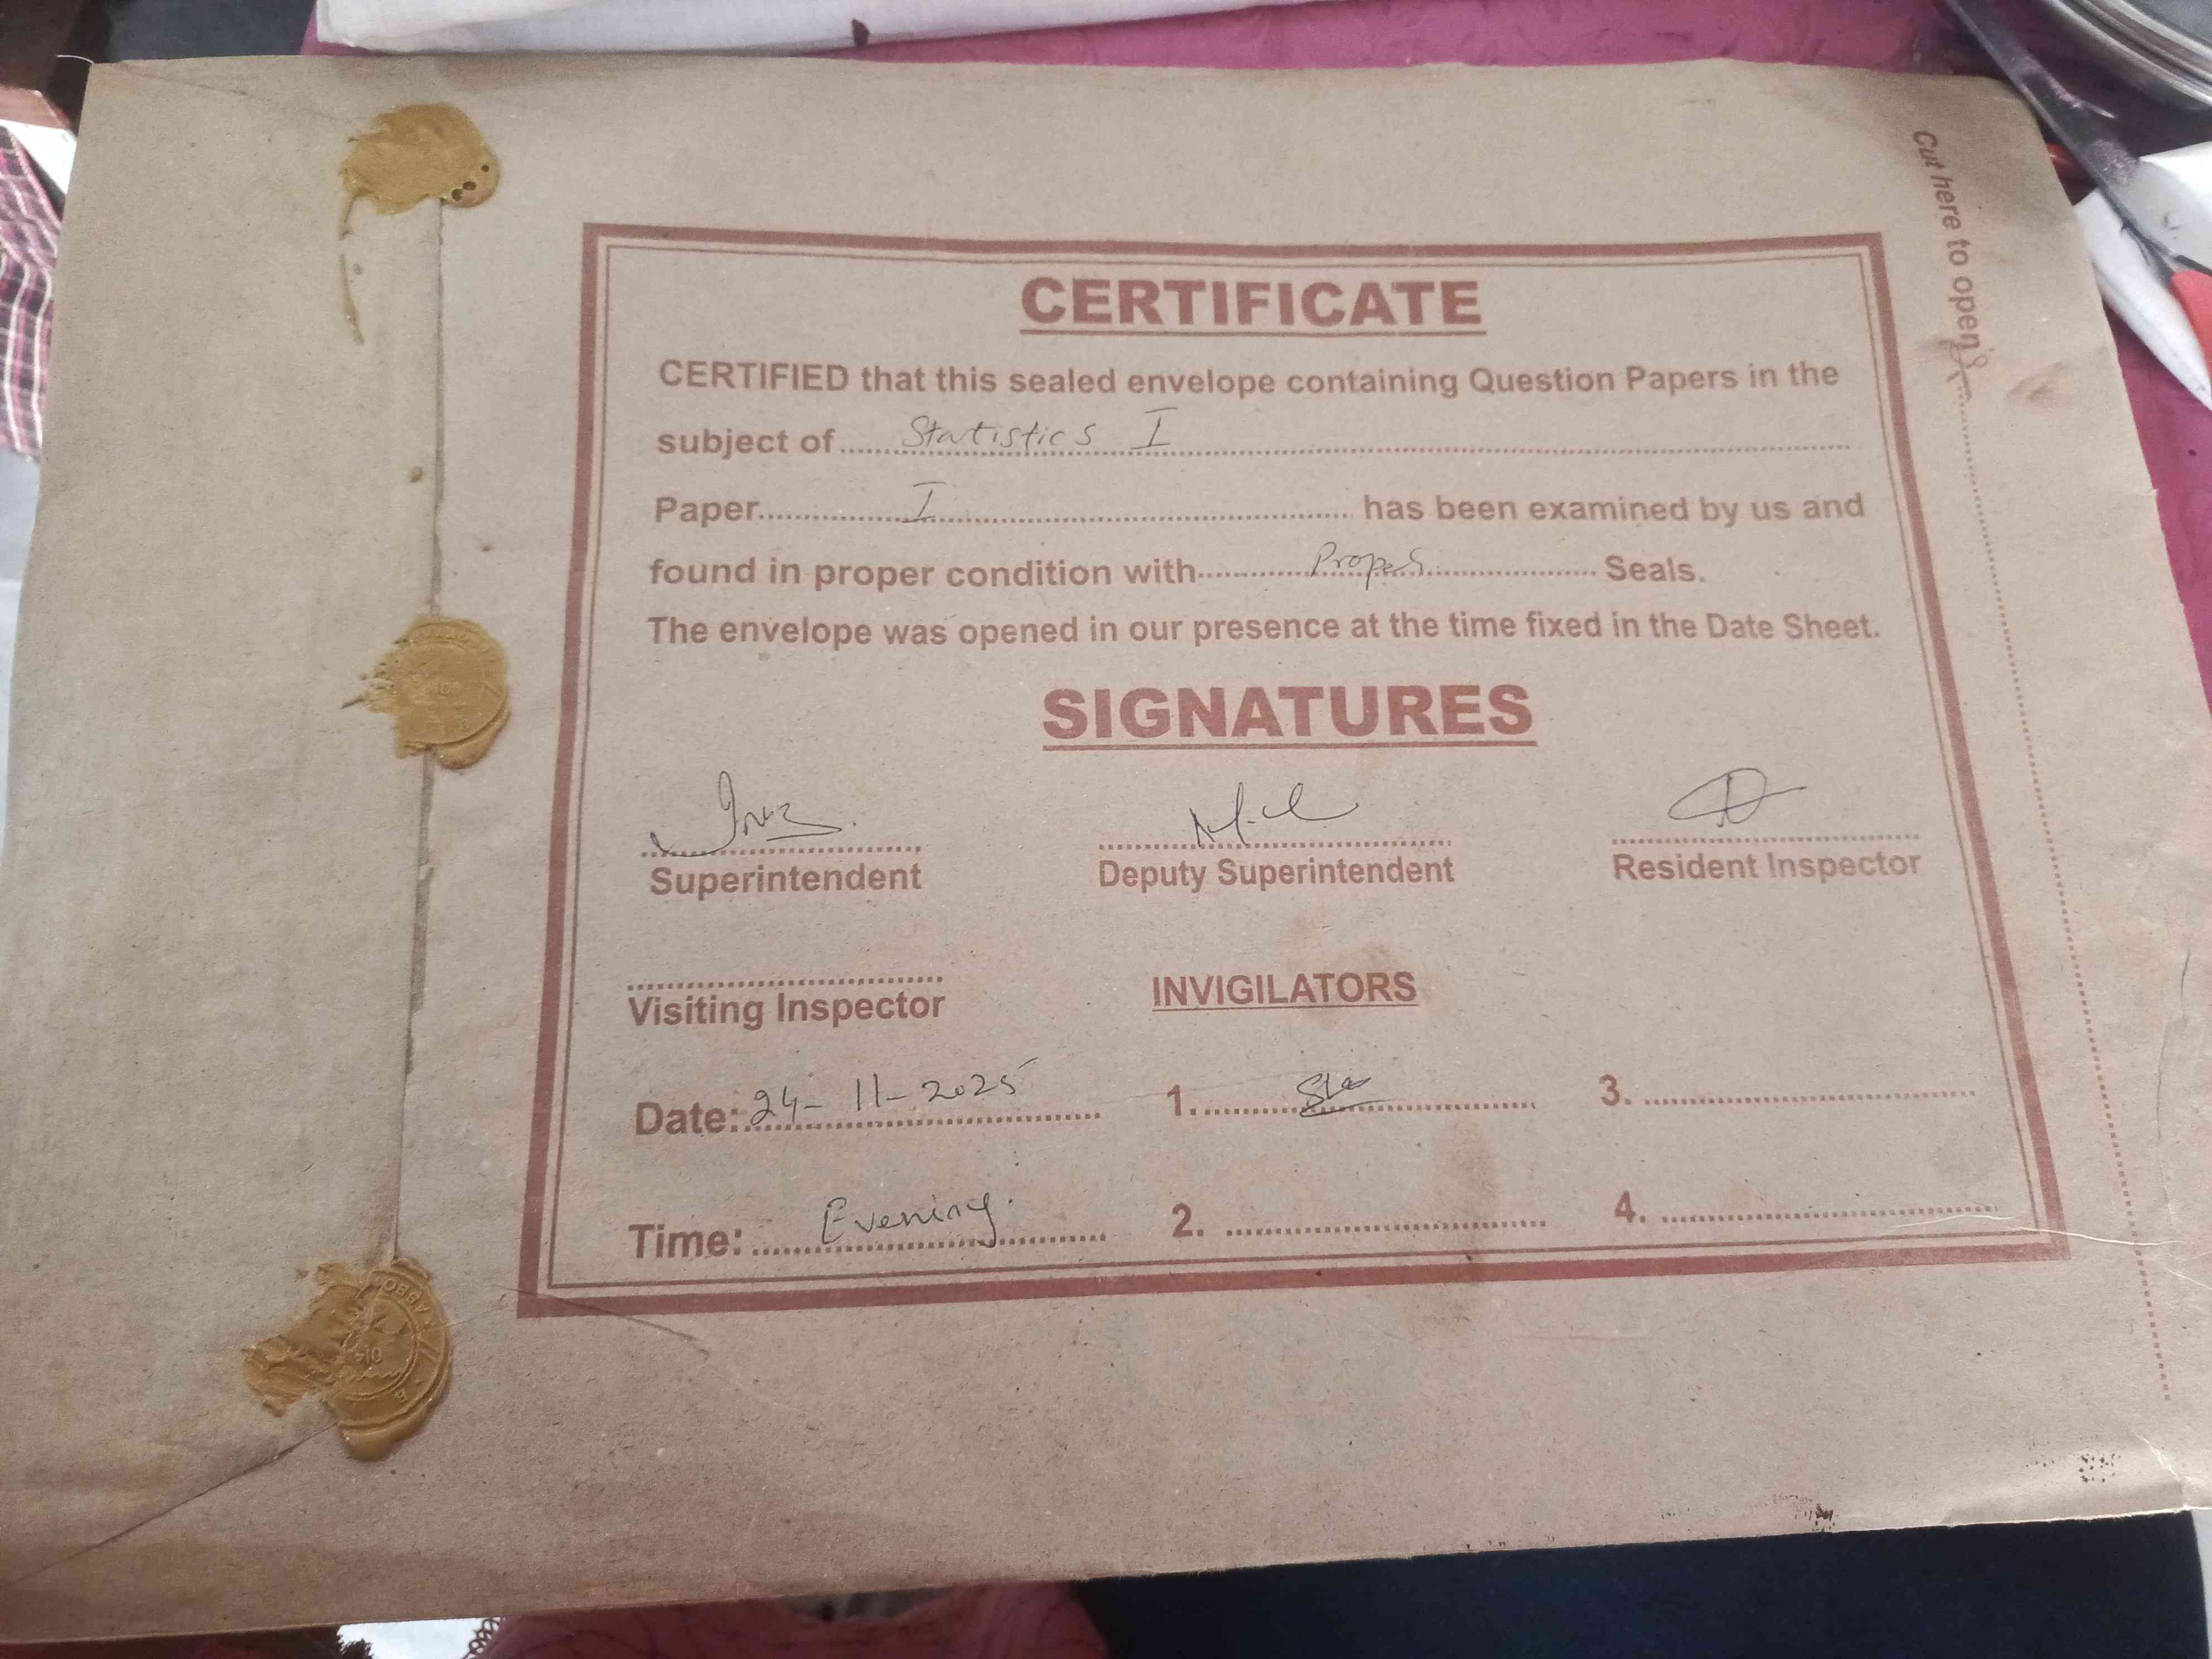 Cut here to open
CERTIFICATE
CERTIFIED that this sealed envelope containing Question Papers in the
subject of Statistics I
Paper I has been examined by us and
found in proper condition with Proper Seals.
The envelope was opened in our presence at the time fixed in the Date Sheet.
SIGNATURES
Superintendent Deputy Superintendent Resident Inspector
Visiting Inspector INVIGILATORS
Date: 24-11-2025 1. 3.
Time: Evening. 2. 4.